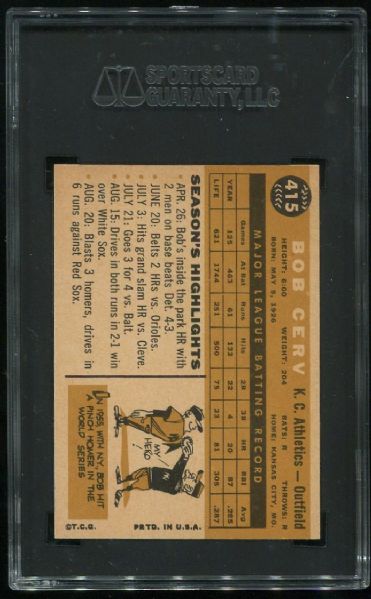 SPORTSCARD
GUARANTY, LLC
415
BOB CERV
K. C. Athletics — Outfield
HEIGHT: 6:00 WEIGHT: 204 BATS: R THROWS: R
BORN: MAY 5, 1926 HOME: KANSAS CITY, MO.
MAJOR LEAGUE BATTING RECORD
Games At Bat Runs Hits 2B 3B HR RBI Avg
YEAR 125 463 61 132 22 4 20 87 .285
LIFE 621 1744 251 500 75 23 81 305 .287
SEASON'S HIGHLIGHTS
• APR. 26: Bob's inside the park HR with
2 men on base beats Det. 4-3.
• JUNE 20: Belts 2 HRs vs. Orioles.
• JULY 3: Hits grand slam HR vs. Cleve.
• JULY 21: Goes 3 for 4 vs. Balt.
• AUG. 15: Drives in both runs in 2-1 win
over White Sox.
• AUG. 20: Blasts 3 homers, drives in
6 runs against Red Sox.
MY HERO
IN 1955, WITH N.Y. BOB HIT
A PINCH HOMER IN THE
WORLD SERIES
©T.C.G. PRTD. IN U.S.A.